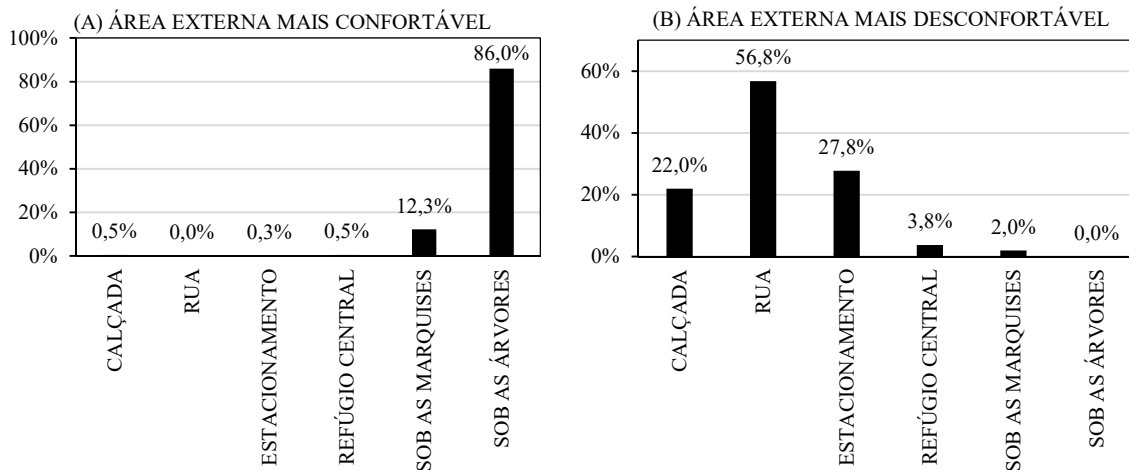 (A) ÁREA EXTERNA MAIS CONFORTÁVEL
100%
80%
60%
40%
20%
0%
0,5%
0,0%
0,3%
0,5%
12,3%
86,0%
CALÇADA
RUA
ESTACIONAMENTO
REFÚGIO CENTRAL
SOB AS MARQUISES
SOB AS ÁRVORES
(B) ÁREA EXTERNA MAIS DESCONFORTÁVEL
60%
40%
20%
0%
22,0%
56,8%
27,8%
3,8%
2,0%
0,0%
CALÇADA
RUA
ESTACIONAMENTO
REFÚGIO CENTRAL
SOB AS MARQUISES
SOB AS ÁRVORES